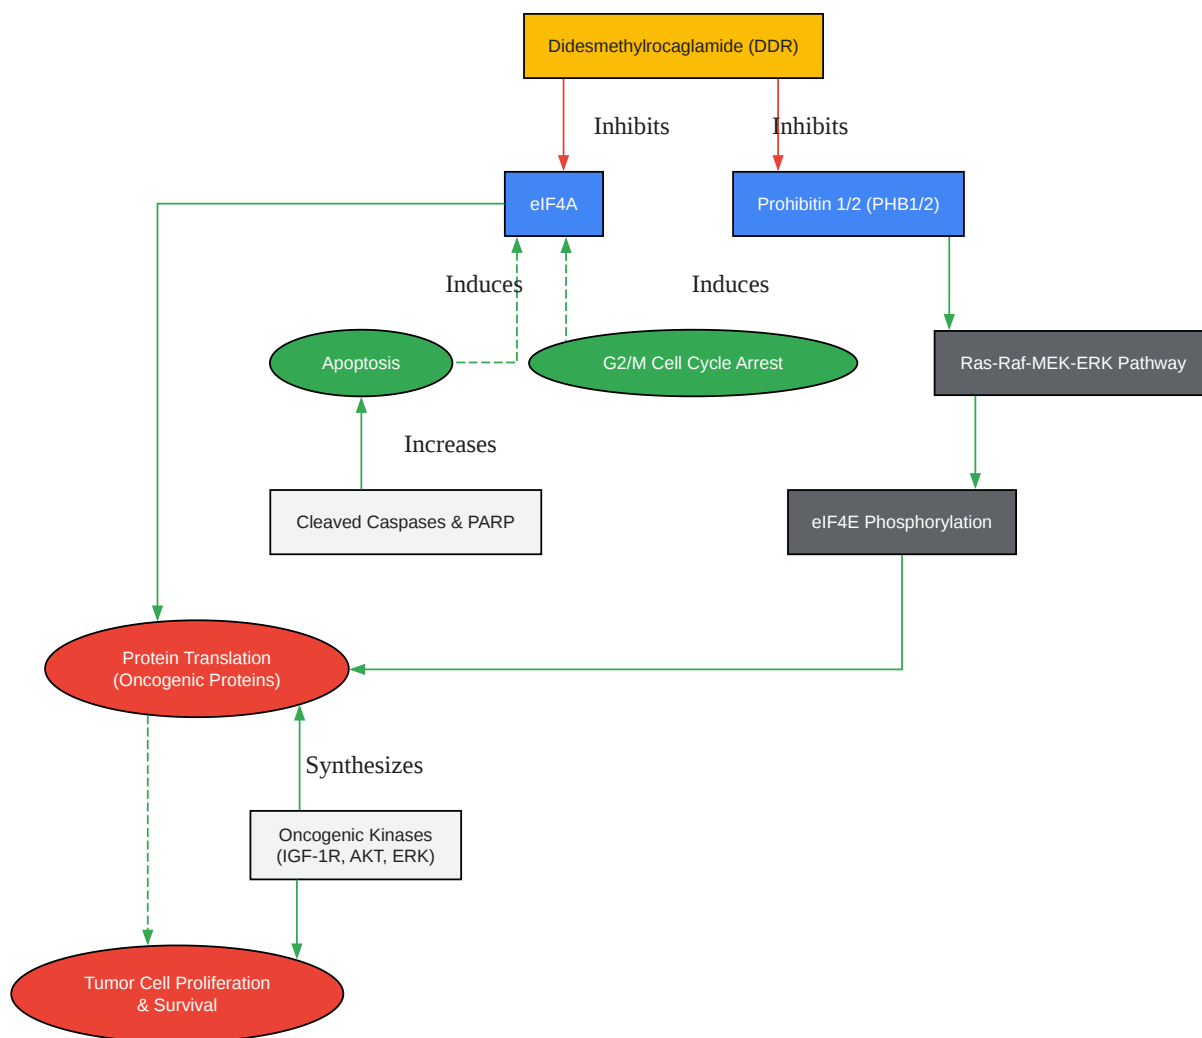 Didesmethylrocaglamide (DDR)
Inhibits
Inhibits
eIF4A
Prohibitin 1/2 (PHB1/2)
Induces
Induces
Apoptosis
G2/M Cell Cycle Arrest
Ras-Raf-MEK-ERK Pathway
Increases
Cleaved Caspases & PARP
eIF4E Phosphorylation
Protein Translation
(Oncogenic Proteins)
Synthesizes
Oncogenic Kinases
(IGF-1R, AKT, ERK)
Tumor Cell Proliferation
& Survival